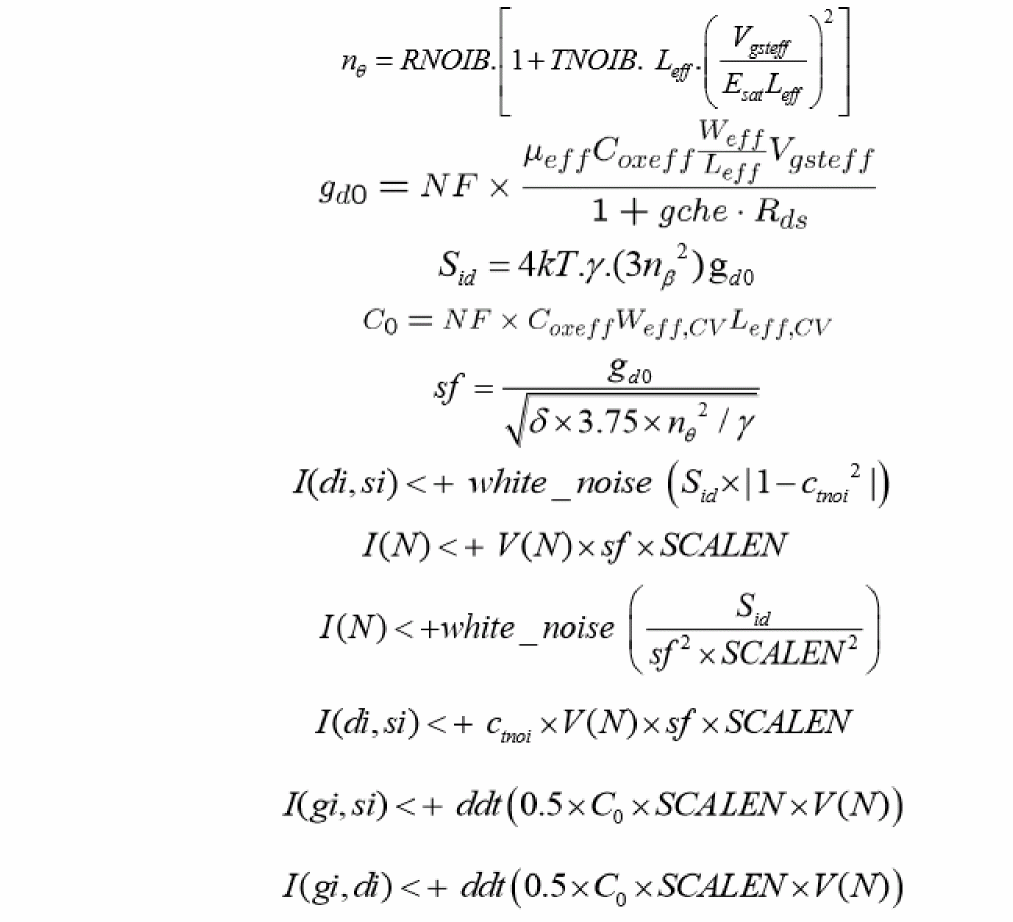 n_θ = RNOIB.[1+TNOIB. L_eff.(V_gsteff / E_sat L_eff)^2]
g_d0 = NF × (μ_eff C_oxeff (W_eff / L_eff) V_gsteff) / (1 + gche · R_ds)
S_id = 4kT.γ.(3n_β^2)g_d0
C_0 = NF × C_oxeff W_eff,CV L_eff,CV
sf = g_d0 / √(δ×3.75×n_θ^2 / γ)
I(di,si) <+ white_noise (S_id×|1−c_tnoi^2|)
I(N) <+ V(N)×sf×SCALEN
I(N) <+white_noise (S_id / (sf^2×SCALEN^2))
I(di,si) <+ c_tnoi×V(N)×sf×SCALEN
I(gi,si) <+ ddt(0.5×C_0×SCALEN×V(N))
I(gi,di) <+ ddt(0.5×C_0×SCALEN×V(N))